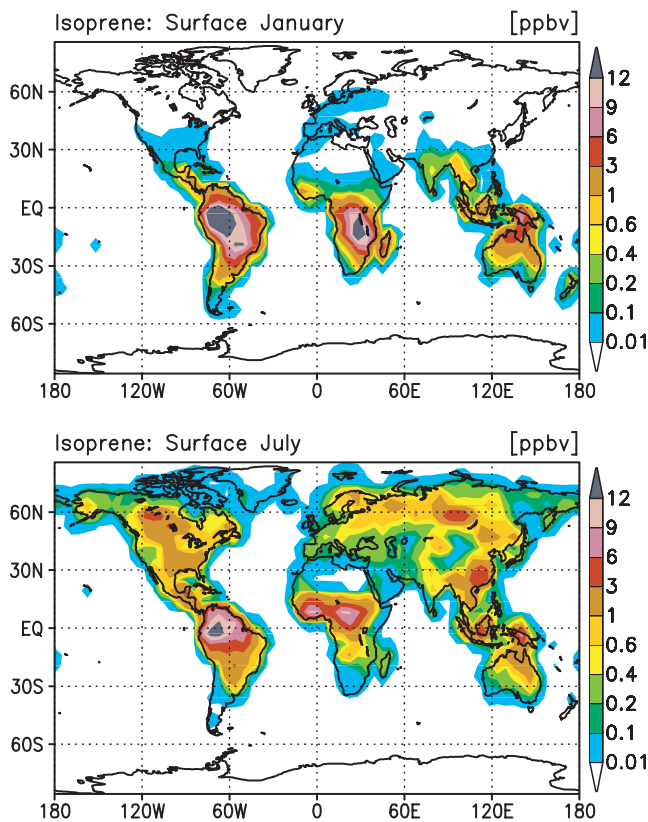 Isoprene: Surface January [ppbv]
60N
30N
EQ
30S
60S
180 120W 60W 0 60E 120E 180
12
9
6
3
1
0.6
0.4
0.2
0.1
0.01
Isoprene: Surface July [ppbv]
60N
30N
EQ
30S
60S
180 120W 60W 0 60E 120E 180
12
9
6
3
1
0.6
0.4
0.2
0.1
0.01